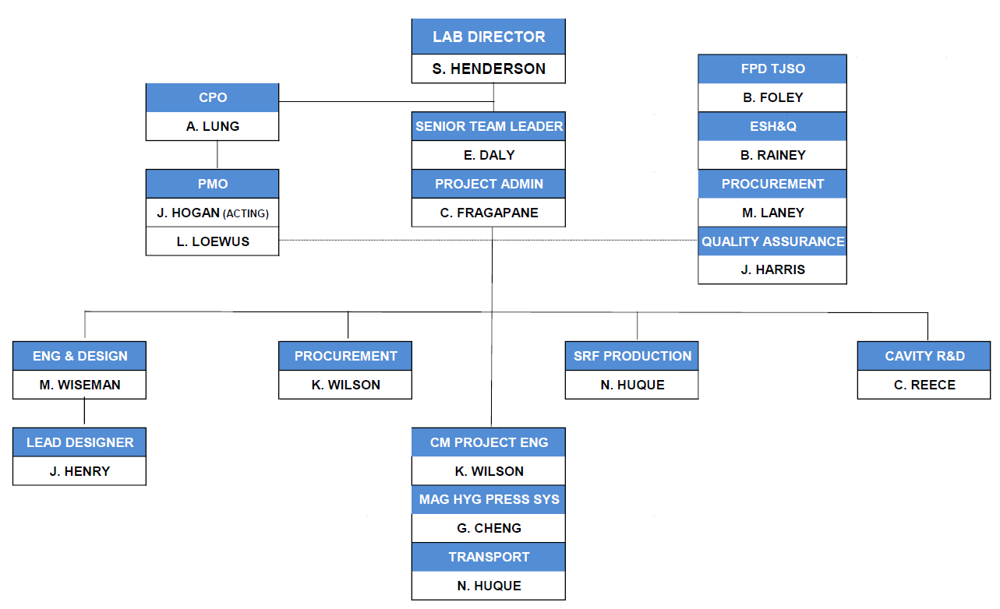 LAB DIRECTOR
S. HENDERSON
CPO
A. LUNG
PMO
J. HOGAN (ACTING)
L. LOEWUS
SENIOR TEAM LEADER
E. DALY
PROJECT ADMIN
C. FRAGAPANE
FPD TJSO
B. FOLEY
ESH&Q
B. RAINEY
PROCUREMENT
M. LANEY
QUALITY ASSURANCE
J. HARRIS
ENG & DESIGN
M. WISEMAN
LEAD DESIGNER
J. HENRY
PROCUREMENT
K. WILSON
SRF PRODUCTION
N. HUQUE
CAVITY R&D
C. REECE
CM PROJECT ENG
K. WILSON
MAG HYG PRESS SYS
G. CHENG
TRANSPORT
N. HUQUE